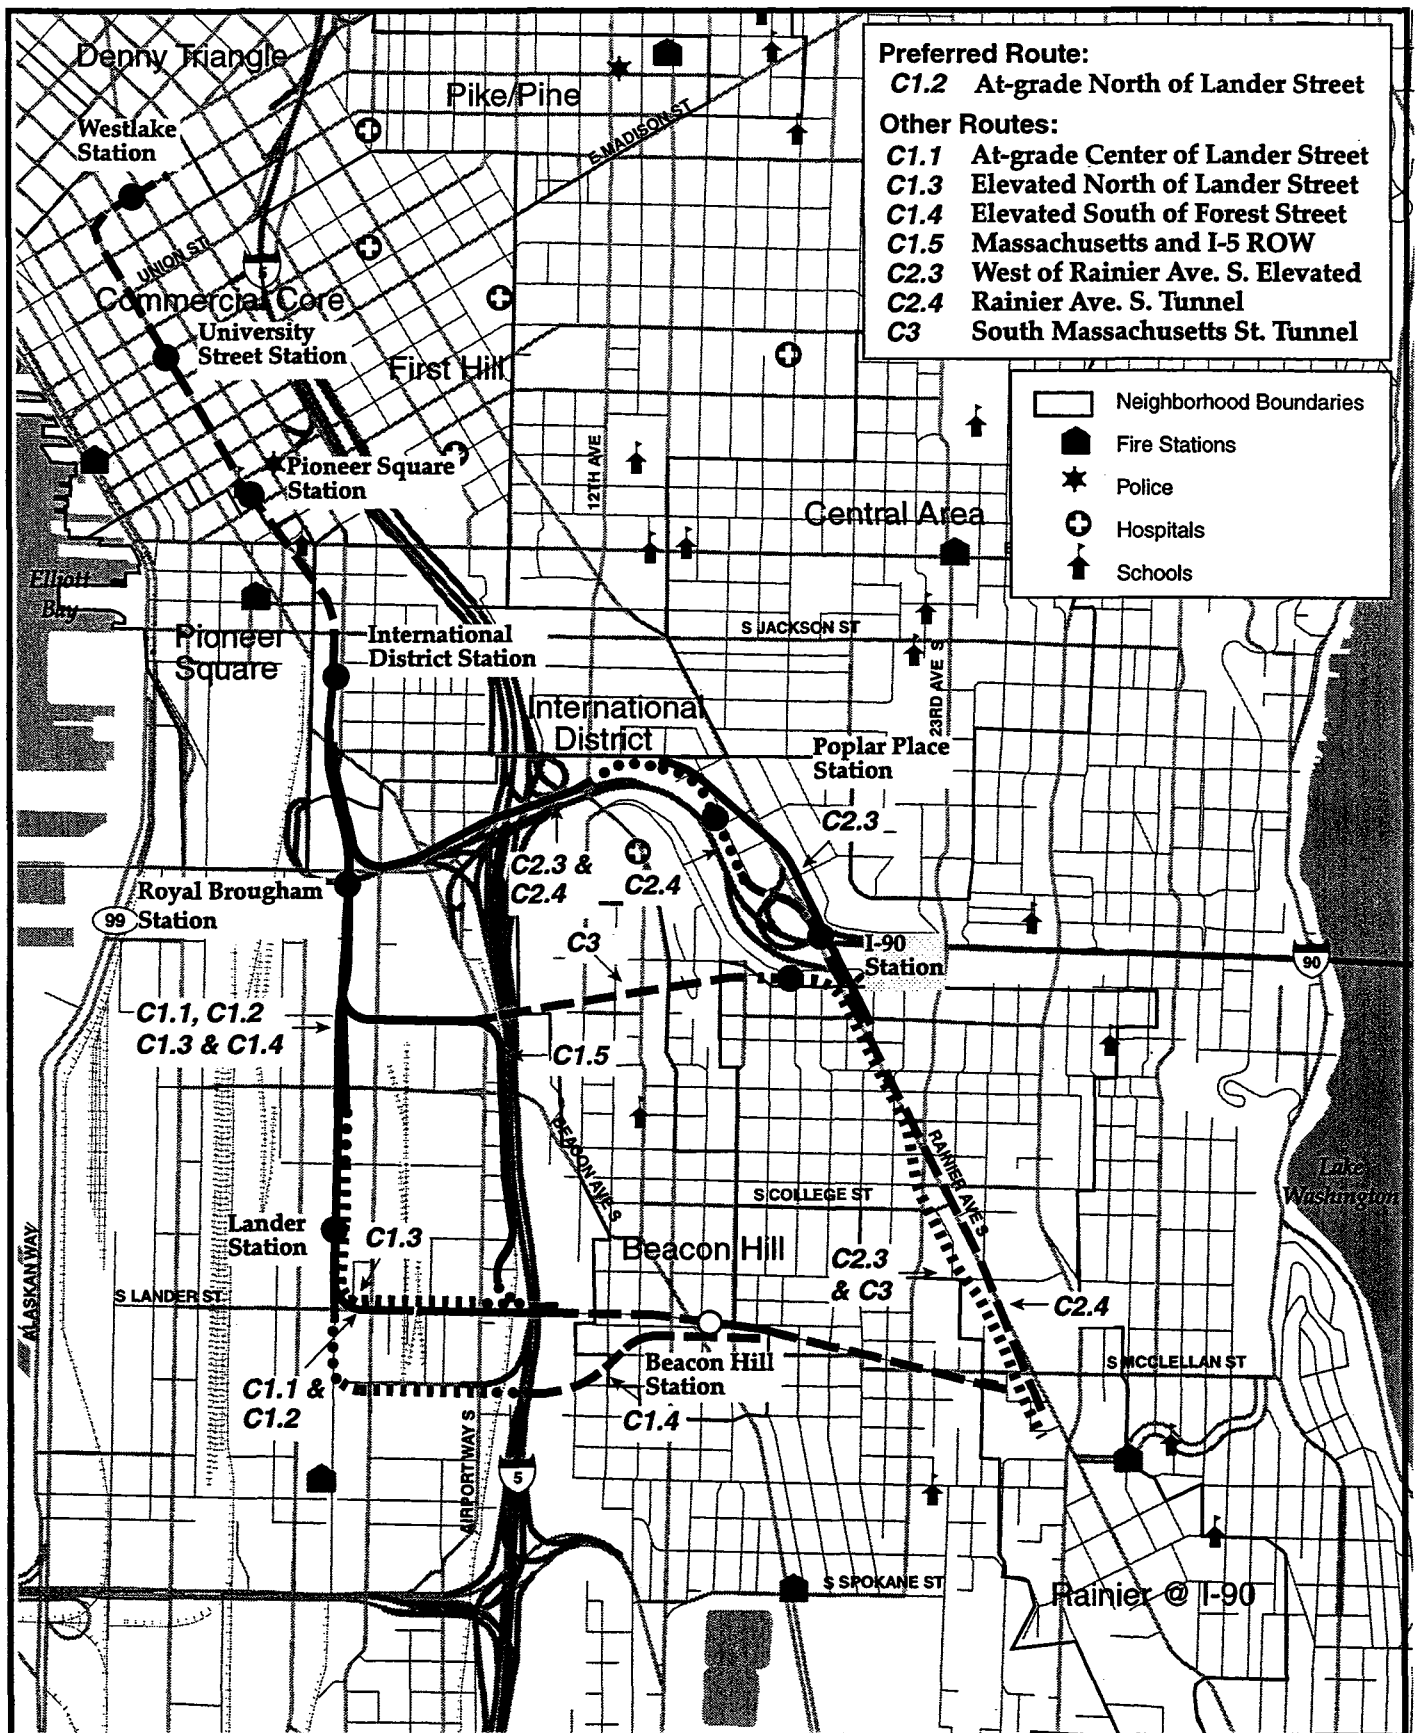 Preferred Route:
C1.2 At-grade North of Lander Street
Other Routes:
C1.1 At-grade Center of Lander Street
C1.3 Elevated North of Lander Street
C1.4 Elevated South of Forest Street
C1.5 Massachusetts and I-5 ROW
C2.3 West of Rainier Ave. S. Elevated
C2.4 Rainier Ave. S. Tunnel
C3 South Massachusetts St. Tunnel
Neighborhood Boundaries
Fire Stations
Police
Hospitals
Schools
Denny Triangle
Pike/Pine
Westlake
Station
E MADISON ST
UNION ST
5
Commercial Core
University
Street Station
First Hill
12TH AVE
Pioneer Square
Station
Central Area
Elliott
Bay
Pioneer
Square
International
District Station
S JACKSON ST
23RD AVE S
International
District
Poplar Place
Station
C2.3
C2.3 &
C2.4
C2.4
Royal Brougham
Station
99
C3
I-90
Station
90
C1.1, C1.2
C1.3 & C1.4
C1.5
BEACON AVE S
RAINIER AVE S
Lake
Washington
S COLLEGE ST
Lander
Station
C1.3
Beacon Hill
C2.3
& C3
ALASKAN WAY
S LANDER ST
C2.4
Beacon Hill
Station
S MCCLELLAN ST
C1.1 &
C1.2
C1.4
AIRPORT WAY S
5
S SPOKANE ST
Rainier @ I-90